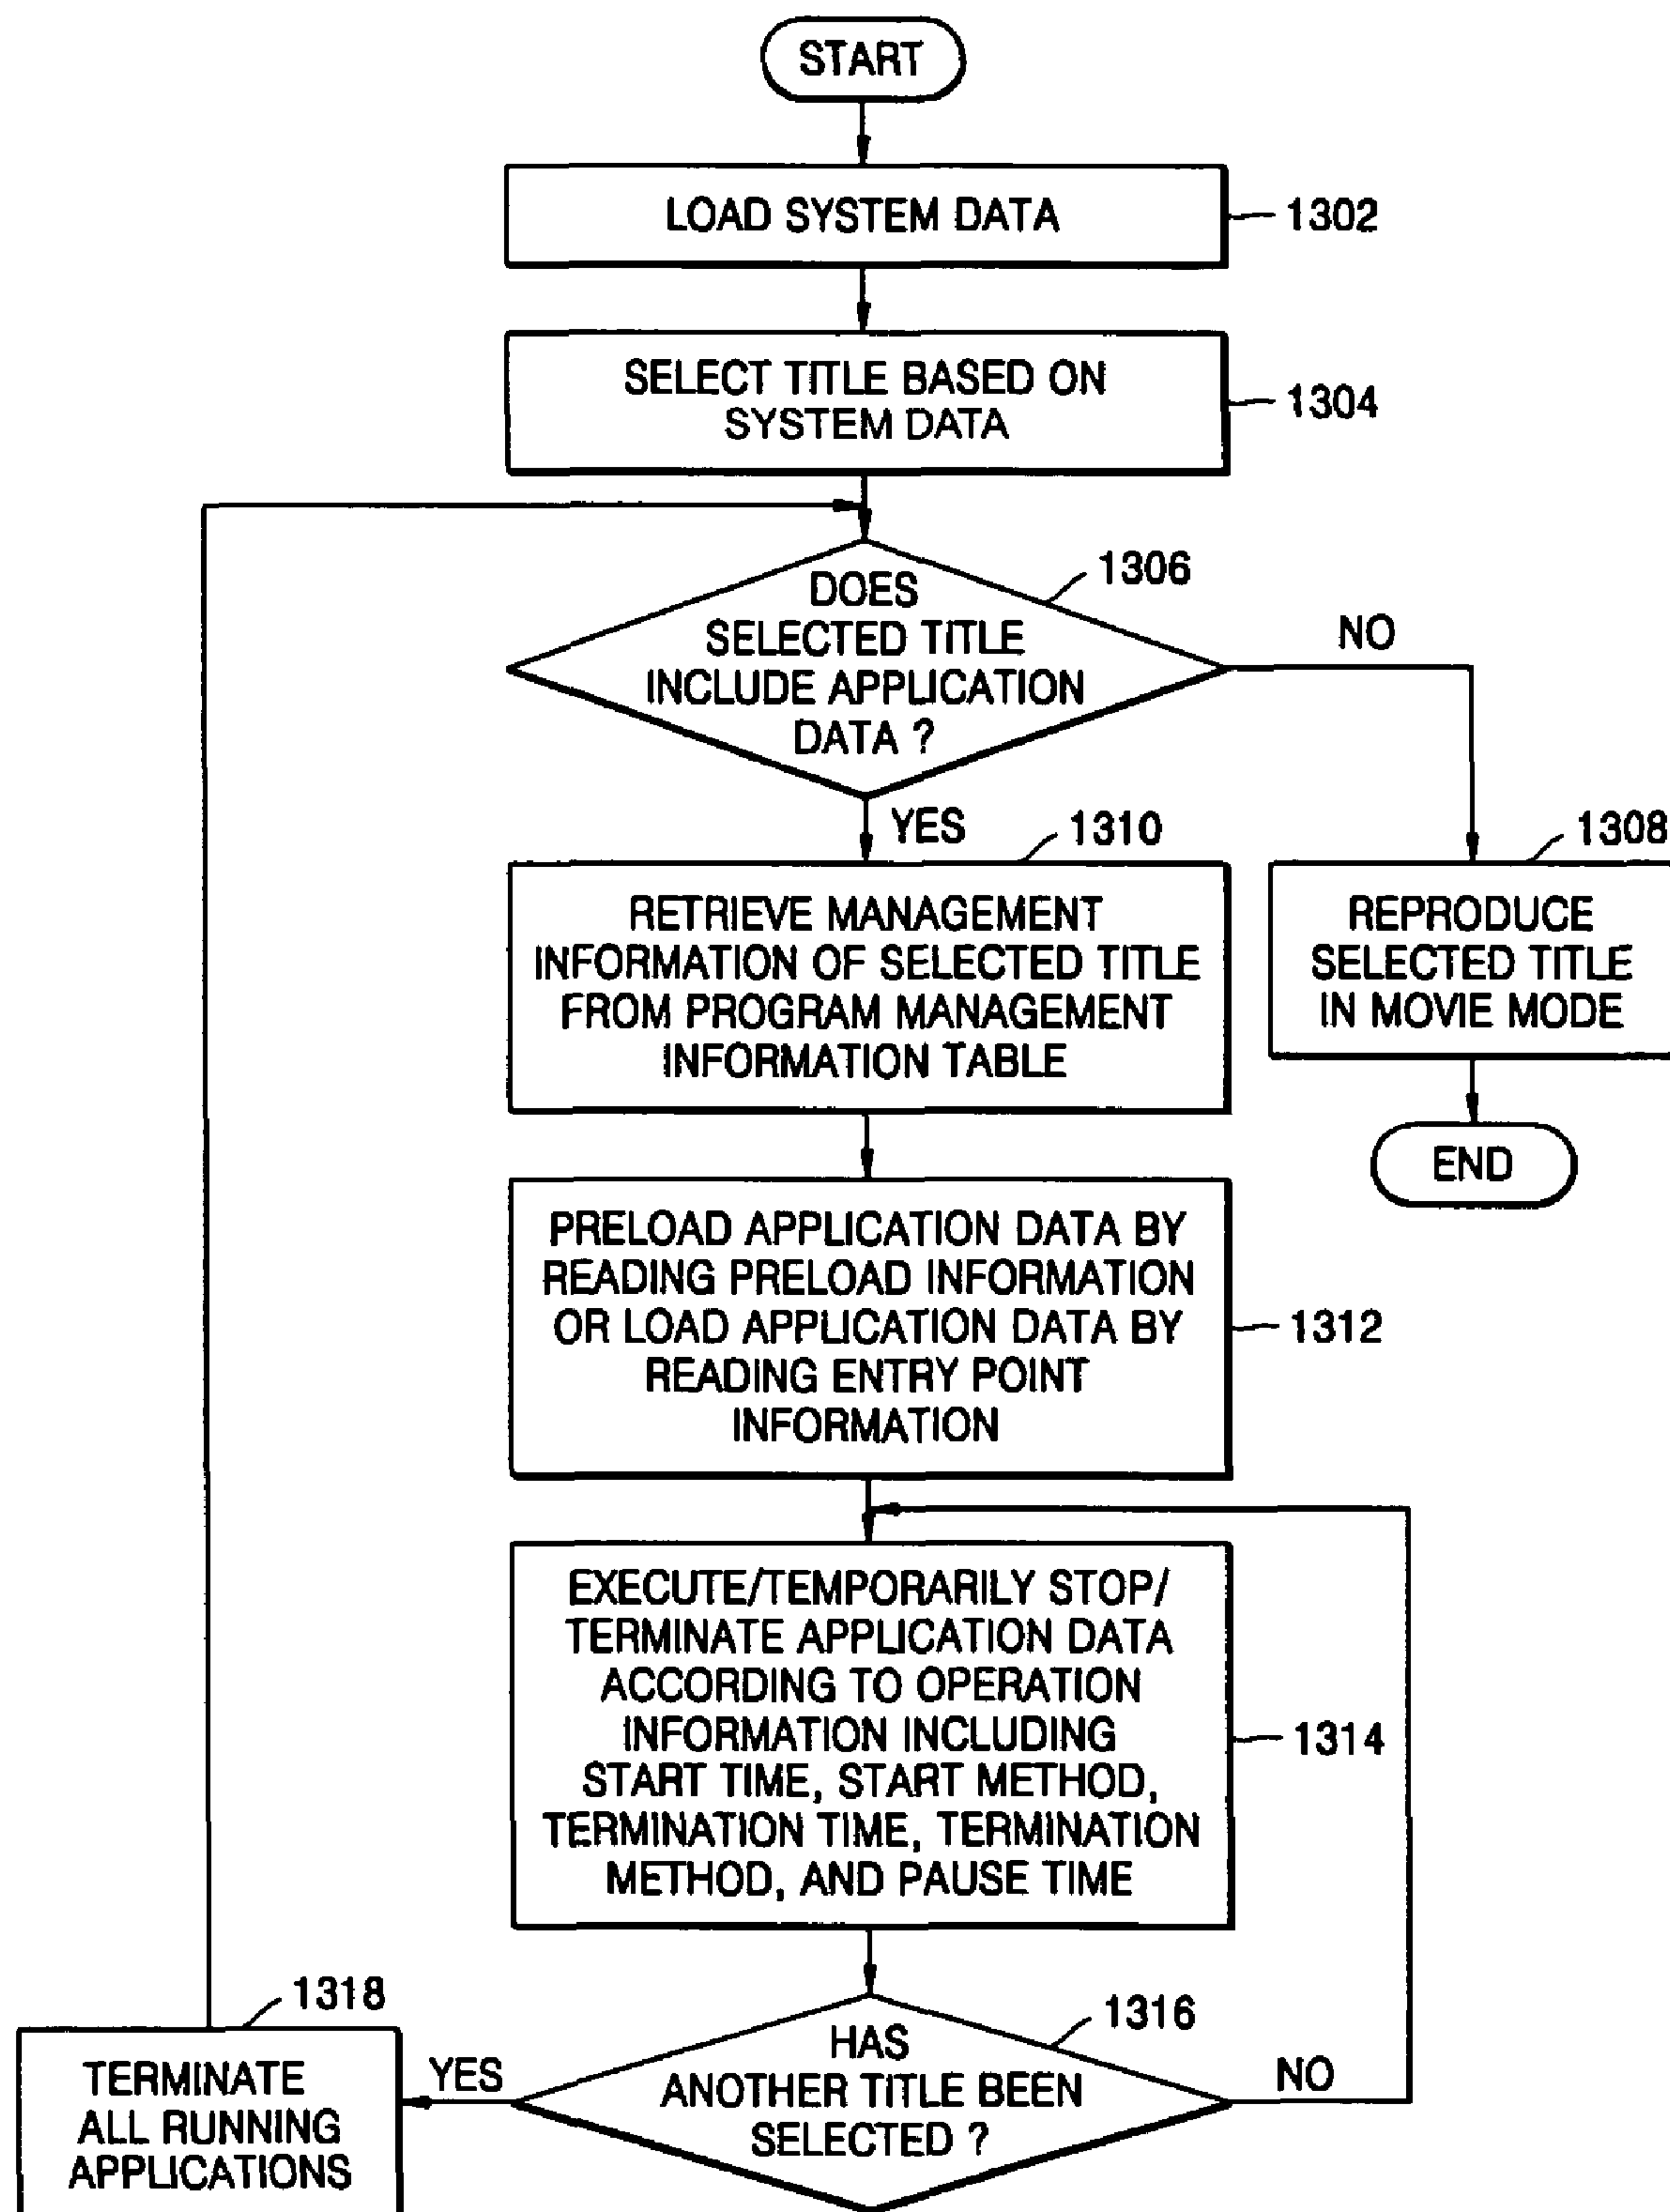 START
LOAD SYSTEM DATA
1302
SELECT TITLE BASED ON
SYSTEM DATA
1304
1306
DOES
SELECTED TITLE
INCLUDE APPLICATION
DATA ?
NO
YES
1310
1308
RETRIEVE MANAGEMENT
INFORMATION OF SELECTED TITLE
FROM PROGRAM MANAGEMENT
INFORMATION TABLE
REPRODUCE
SELECTED TITLE
IN MOVIE MODE
END
PRELOAD APPLICATION DATA BY
READING PRELOAD INFORMATION
OR LOAD APPLICATION DATA BY
READING ENTRY POINT
INFORMATION
1312
EXECUTE/TEMPORARILY STOP/
TERMINATE APPLICATION DATA
ACCORDING TO OPERATION
INFORMATION INCLUDING
START TIME, START METHOD,
TERMINATION TIME, TERMINATION
METHOD, AND PAUSE TIME
1314
1318
1316
HAS
ANOTHER TITLE BEEN
SELECTED ?
YES
NO
TERMINATE
ALL RUNNING
APPLICATIONS